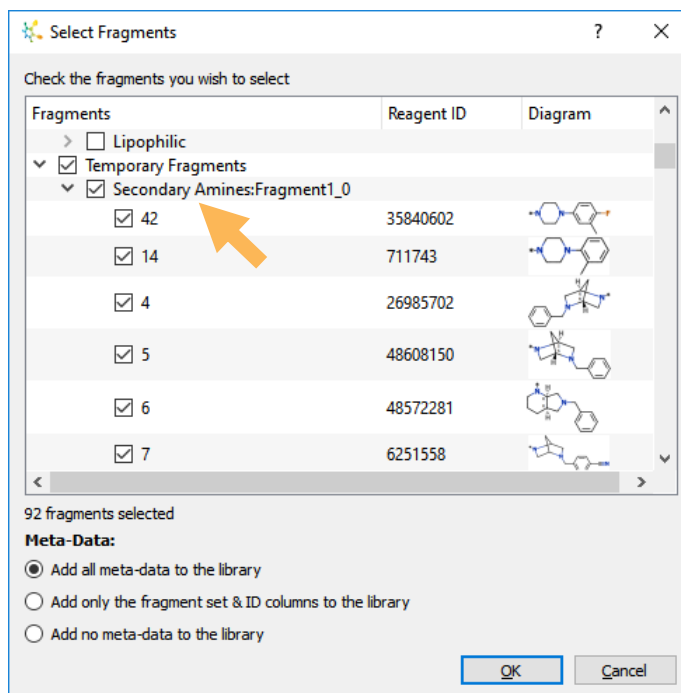 Select Fragments ?
Check the fragments you wish to select
Fragments Reagent ID Diagram
Lipophilic
Temporary Fragments
Secondary Amines:Fragment1_0
42 35840602
14 711743
4 26985702
5 48608150
6 48572281
7 6251558
92 fragments selected
Meta-Data:
Add all meta-data to the library
Add only the fragment set & ID columns to the library
Add no meta-data to the library
OK Cancel